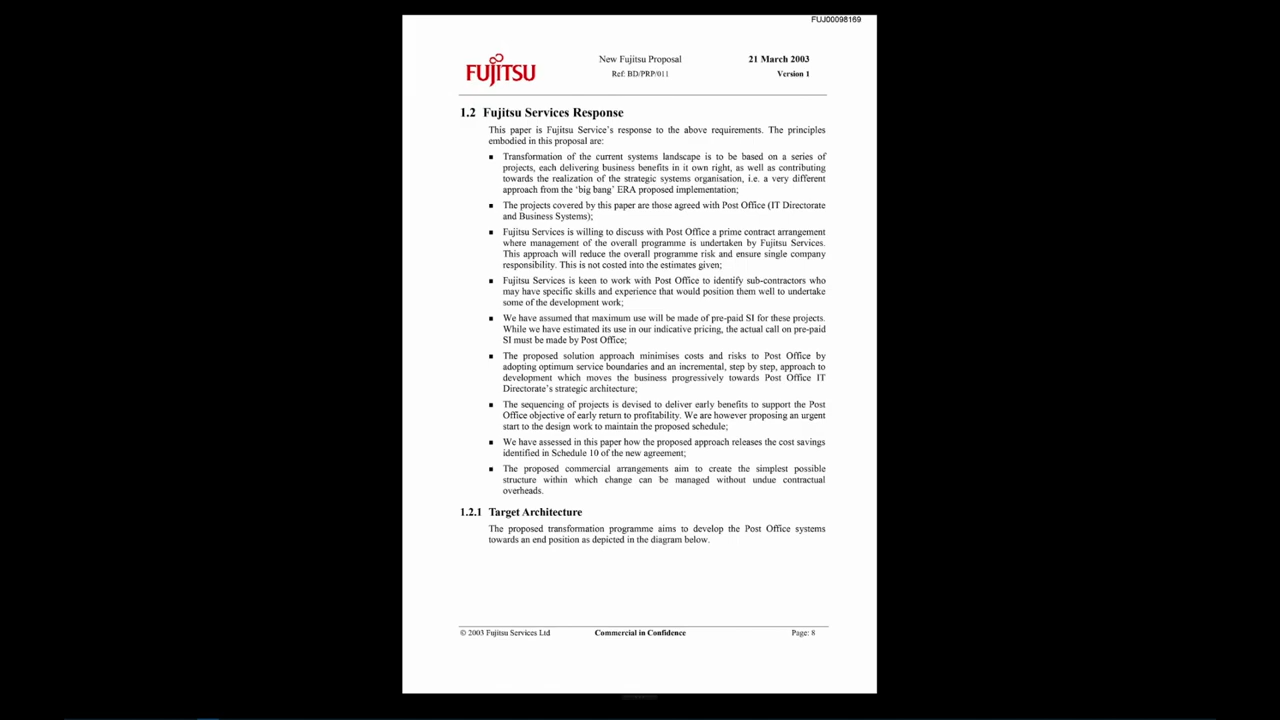 FUJ00098169
FUJITSU
New Fujitsu Proposal
Ref: BD/PRP/011
21 March 2003
Version 1
1.2 Fujitsu Services Response
This paper is Fujitsu Service's response to the above requirements. The principles
embodied in this proposal are:
▪ Transformation of the current systems landscape is to be based on a series of
projects, each delivering business benefits in it own right, as well as contributing
towards the realization of the strategic systems organisation, i.e. a very different
approach from the 'big bang' ERA proposed implementation;
▪ The projects covered by this paper are those agreed with Post Office (IT Directorate
and Business Systems);
▪ Fujitsu Services is willing to discuss with Post Office a prime contract arrangement
where management of the overall programme is undertaken by Fujitsu Services.
This approach will reduce the overall programme risk and ensure single company
responsibility. This is not costed into the estimates given;
▪ Fujitsu Services is keen to work with Post Office to identify sub-contractors who
may have specific skills and experience that would position them well to undertake
some of the development work;
▪ We have assumed that maximum use will be made of pre-paid SI for these projects.
While we have estimated its use in our indicative pricing, the actual call on pre-paid
SI must be made by Post Office;
▪ The proposed solution approach minimises costs and risks to Post Office by
adopting optimum service boundaries and an incremental, step by step, approach to
development which moves the business progressively towards Post Office IT
Directorate's strategic architecture;
▪ The sequencing of projects is devised to deliver early benefits to support the Post
Office objective of early return to profitability. We are however proposing an urgent
start to the design work to maintain the proposed schedule;
▪ We have assessed in this paper how the proposed approach releases the cost savings
identified in Schedule 10 of the new agreement;
▪ The proposed commercial arrangements aim to create the simplest possible
structure within which change can be managed without undue contractual
overheads.
1.2.1 Target Architecture
The proposed transformation programme aims to develop the Post Office systems
towards an end position as depicted in the diagram below.
© 2003 Fujitsu Services Ltd
Commercial in Confidence
Page: 8